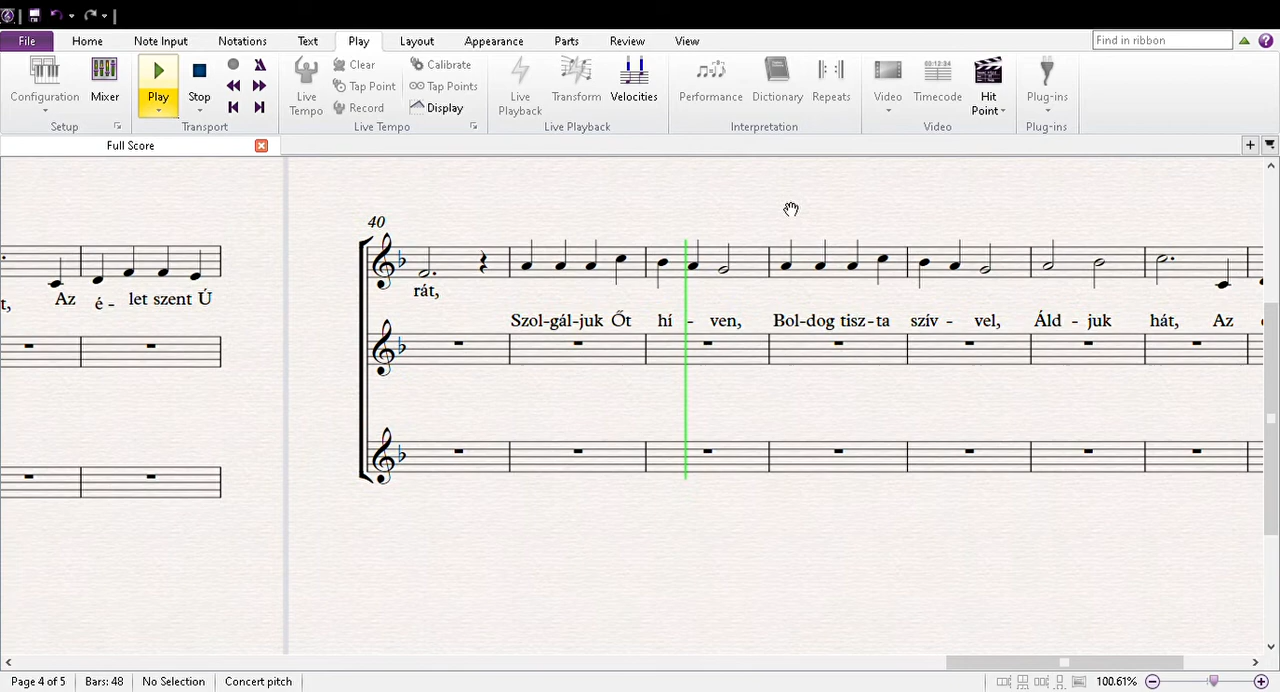 File Home Note Input Notations Text Play Layout Appearance Parts Review View Find in ribbon
Configuration Mixer Play Stop Live Tempo Clear Tap Point Record Calibrate Tap Points Display Live Playback Transform Velocities Performance Dictionary Repeats Video Timecode 00:12:34 Hit Point Plug-ins
Setup Transport Live Tempo Live Playback Interpretation Video Plug-ins
Full Score
40
t, Az é- let szent Ú
rát,
Szol-gál-juk Őt hí - ven, Bol-dog tisz-ta szív - vel, Áld - juk hát, Az
Page 4 of 5 Bars: 48 No Selection Concert pitch 100.61%